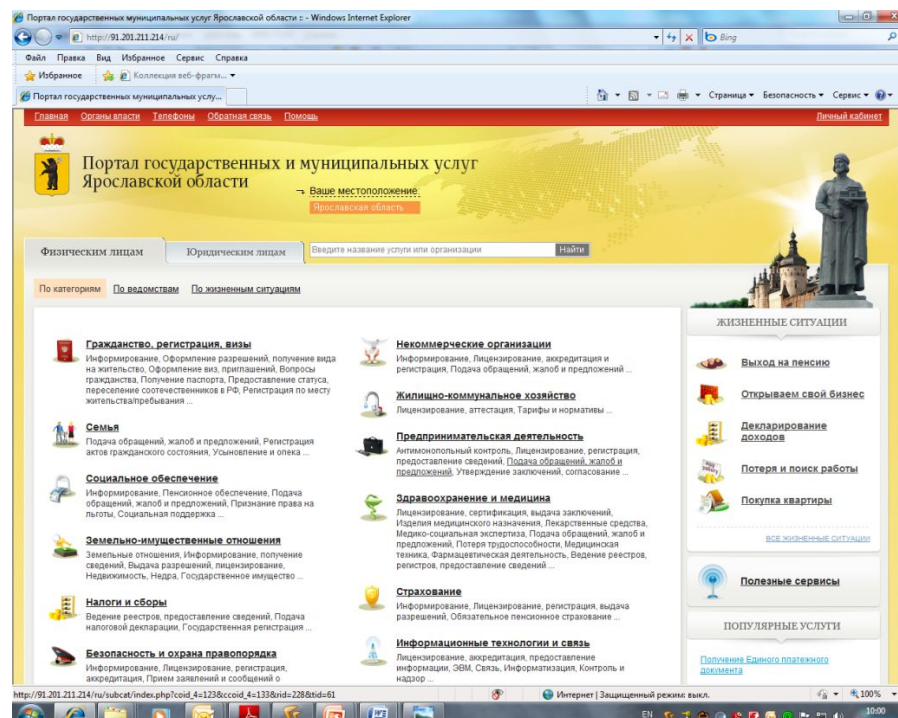 Портал государственных муниципальных услуг Ярославской области :: - Windows Internet Explorer
http://91.201.211.214/ru/
Bing
Файл Правка Вид Избранное Сервис Справка
Избранное Коллекция веб-фрагм...
Портал государственных муниципальных услу...
Страница Безопасность Сервис
Главная Органы власти Телефоны Обратная связь Помощь Личный кабинет
Портал государственных и муниципальных услуг
Ярославской области
→ Ваше местоположение:
Ярославская область
Физическим лицам
Юридическим лицам
Введите название услуги или организации
Найти
По категориям По ведомствам По жизненным ситуациям
Гражданство, регистрация, визы
Информирование, Оформление разрешений, получение вида
на жительство, Оформление виз, приглашений, Вопросы
гражданства, Получение паспорта, Предоставление статуса,
переселение соотечественников в РФ, Регистрация по месту
жительства/пребывания ...
Семья
Подача обращений, жалоб и предложений, Регистрация
актов гражданского состояния, Усыновление и опека ...
Социальное обеспечение
Информирование, Пенсионное обеспечение, Подача
обращений, жалоб и предложений, Признание права на
льготы, Социальная поддержка ...
Земельно-имущественные отношения
Земельные отношения, Информирование, получение
сведений, Выдача разрешений, лицензирование,
Недвижимость, Недра, Государственное имущество ...
Налоги и сборы
Ведение реестров, предоставление сведений, Подача
налоговой декларации, Государственная регистрация ...
Безопасность и охрана правопорядка
Информирование, Лицензирование, регистрация,
аккредитация, Прием заявлений и сообщений о
Некоммерческие организации
Информирование, Лицензирование, аккредитация и
регистрация, Подача обращений, жалоб и предложений ...
Жилищно-коммунальное хозяйство
Лицензирование, аттестация, Тарифы и нормативы ...
Предпринимательская деятельность
Антимонопольный контроль, Лицензирование, регистрация,
предоставление сведений, Подача обращений, жалоб и
предложений, Утверждение заключений, согласование ...
Здравоохранение и медицина
Лицензирование, сертификация, выдача заключений,
Изделия медицинского назначения, Лекарственные средства,
Медико-социальная экспертиза, Подача обращений, жалоб и
предложений, Потеря трудоспособности, Медицинская
техника, Фармацевтическая деятельность, Ведение реестров,
регистров, предоставление сведений ...
Страхование
Информирование, Лицензирование, регистрация, выдача
разрешений, Обязательное пенсионное страхование ...
Информационные технологии и связь
Лицензирование, аккредитация, предоставление
информации, ЭВМ, Связь, Информатизация, Контроль и
надзор ...
ЖИЗНЕННЫЕ СИТУАЦИИ
Выход на пенсию
Открываем свой бизнес
Декларирование
доходов
Потеря и поиск работы
Покупка квартиры
ВСЕ ЖИЗНЕННЫЕ СИТУАЦИИ
Полезные сервисы
ПОПУЛЯРНЫЕ УСЛУГИ
Получение Единого платежного
документа
http://91.201.211.214/ru/subcat/index.php?coid_4=123&ccoid_4=133&rid=228&tid=61
Интернет | Защищенный режим: выкл.
100%
EN
10:00